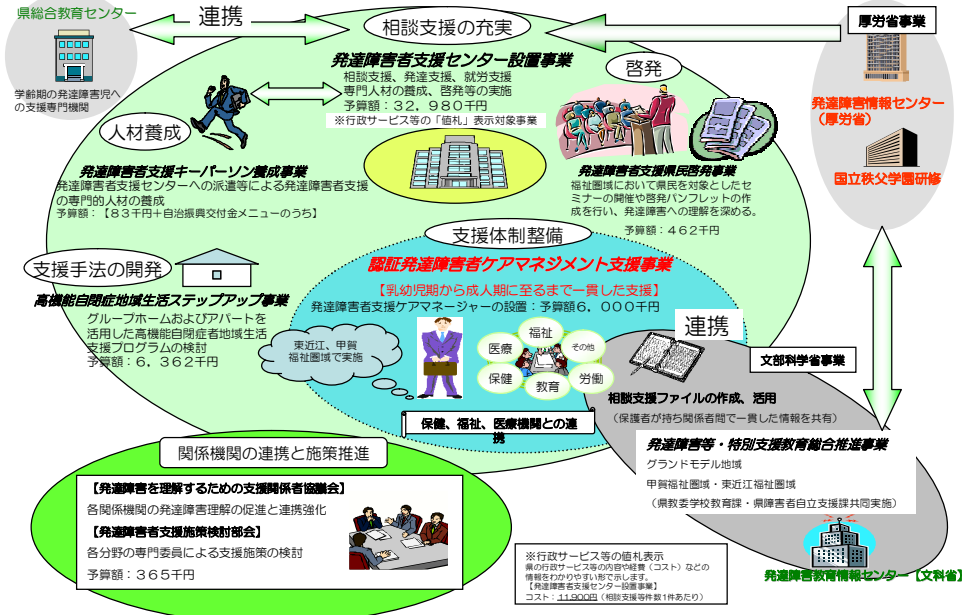 県総合教育センター
学齢期の発達障害児へ
の支援専門機関
連携
相談支援の充実
発達障害者支援センター設置事業
相談支援、発達支援、就労支援
専門人材の養成、啓発等の実施
予算額：32，980千円
※行政サービス等の「値札」表示対象事業
啓発
厚労省事業
発達障害情報センター
（厚労省）
国立秩父学園研修
人材養成
発達障害者支援キーパーソン養成事業
発達障害者支援センターへの派遣等による発達障害者支援
の専門的人材の養成
予算額：【83千円＋自治振興交付金メニューのうち】
発達障害者支援県民啓発事業
福祉圏域において県民を対象としたセ
ミナーの開催や啓発パンフレットの作
成を行い、発達障害への理解を深める。
予算額：462千円
支援体制整備
認証発達障害者ケアマネジメント支援事業
【乳幼児期から成人期に至るまで一貫した支援】
発達障害者支援ケアマネージャーの設置：予算額6，000千円
支援手法の開発
高機能自閉症地域生活ステップアップ事業
グループホームおよびアパートを
活用した高機能自閉症者地域生活
支援プログラムの検討
予算額：6，362千円
東近江、甲賀
福祉圏域で実施
福祉
医療
その他
保健
教育
労働
保健、福祉、医療機関との連
携
連携
文部科学省事業
相談支援ファイルの作成、活用
（保護者が持ち関係者間で一貫した情報を共有）
発達障害等・特別支援教育総合推進事業
グランドモデル地域
甲賀福祉圏域・東近江福祉圏域
（県教委学校教育課・県障害者自立支援課共同実施）
発達障害教育情報センター【文科省】
関係機関の連携と施策推進
【発達障害を理解するための支援関係者協議会】
各関係機関の発達障害理解の促進と連携強化
【発達障害者支援施策検討部会】
各分野の専門委員による支援施策の検討
予算額：365千円
※行政サービス等の値札表示
県の行政サービス等の内容や経費（コスト）などの
情報をわかりやすい形で示します。
【発達障害者支援センター設置事業】
コスト：11,900円（相談支援等件数1件あたり）